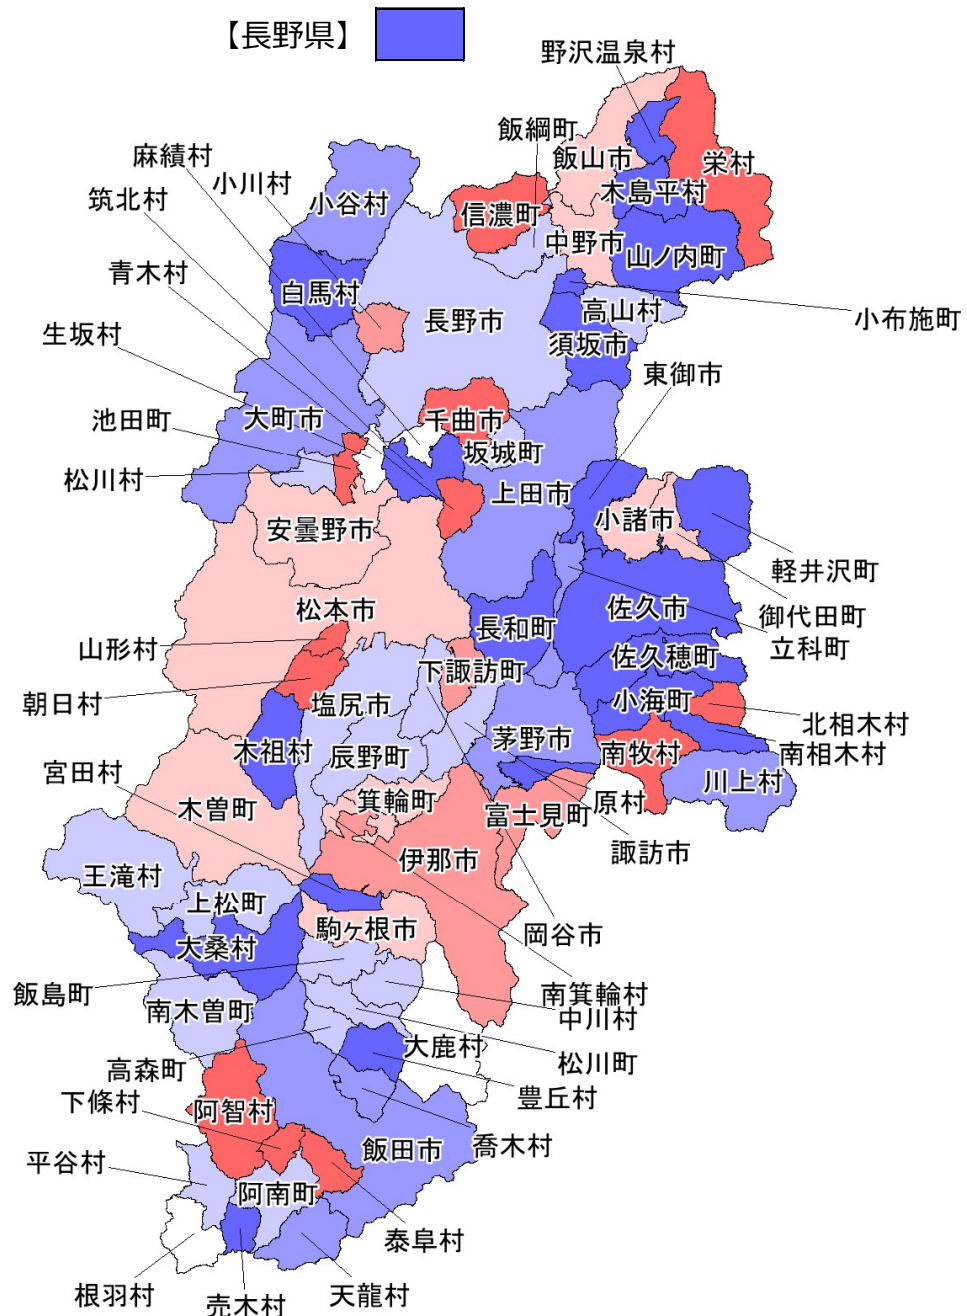 【長野県】
野沢温泉村
飯綱町
麻績村
飯山市
栄村
小川村
木島平村
筑北村
小谷村
信濃町
中野市
山ノ内町
青木村
白馬村
高山村
小布施町
生坂村
長野市
須坂市
東御市
池田町
大町市
千曲市
坂城町
松川村
上田市
安曇野市
小諸市
軽井沢町
松本市
佐久市
御代田町
長和町
立科町
山形村
佐久穂町
下諏訪町
朝日村
塩尻市
小海町
北相木村
木祖村
辰野町
茅野市
南牧村
南相木村
宮田村
川上村
木曽町
箕輪町
富士見町
原村
諏訪市
王滝村
伊那市
上松町
駒ヶ根市
岡谷市
大桑村
飯島町
南箕輪村
南木曽町
中川村
大鹿村
松川町
高森町
豊丘村
下條村
阿智村
喬木村
飯田市
平谷村
阿南町
泰阜村
根羽村
売木村
天龍村